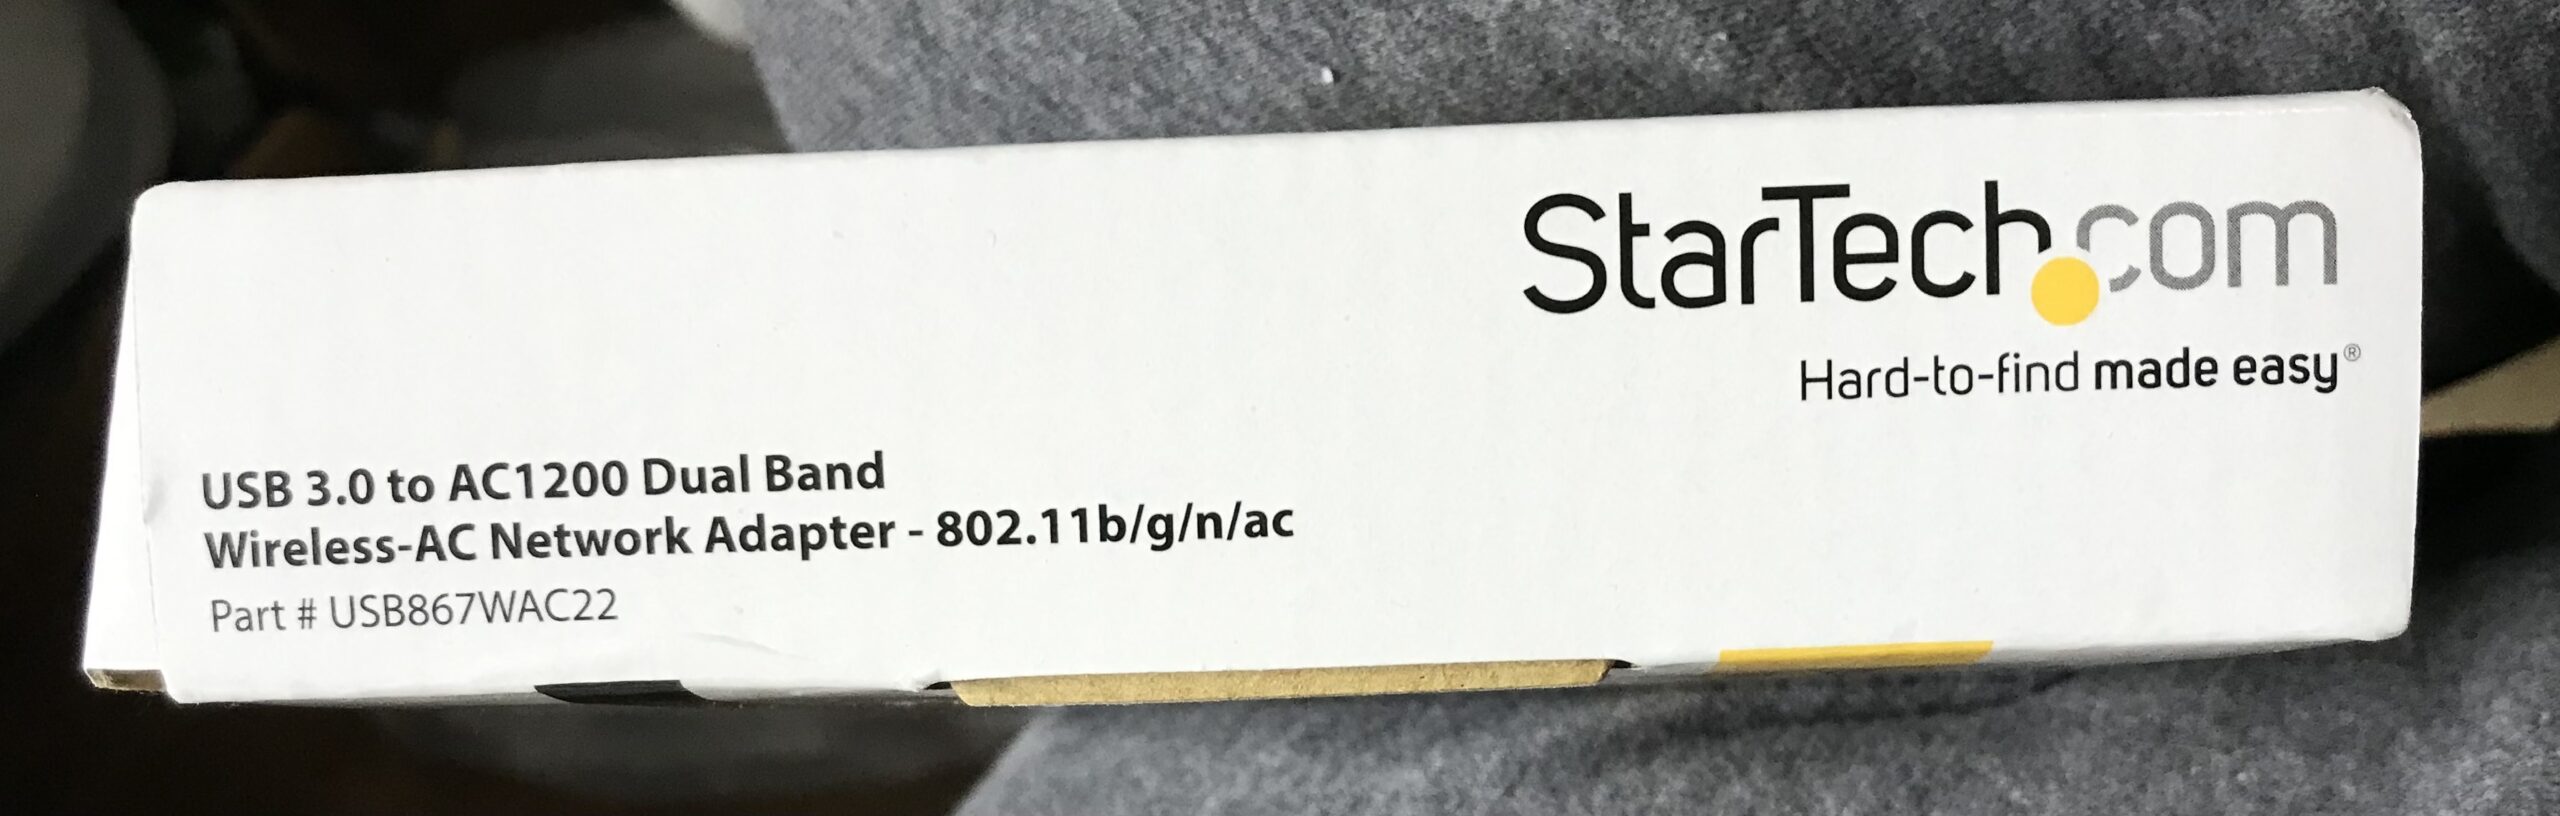 StarTech.com
Hard-to-find made easy®
USB 3.0 to AC1200 Dual Band
Wireless-AC Network Adapter - 802.11b/g/n/ac
Part # USB867WAC22